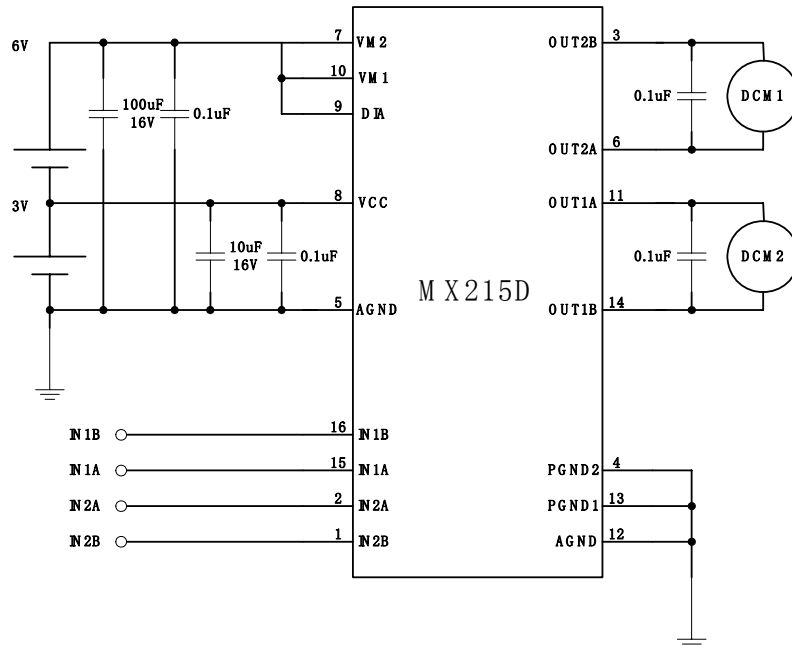 6V
3V
100uF
16V
0.1uF
10uF
16V
0.1uF
IN1B
IN1A
IN2A
IN2B
7 VM2
10 VM1
9 DIA
8 VCC
5 AGND
16 IN1B
15 IN1A
2 IN2A
1 IN2B
MX215D
OUT2B 3
OUT2A 6
OUT1A 11
OUT1B 14
PGND2 4
PGND1 13
AGND 12
0.1uF
DCM1
0.1uF
DCM2